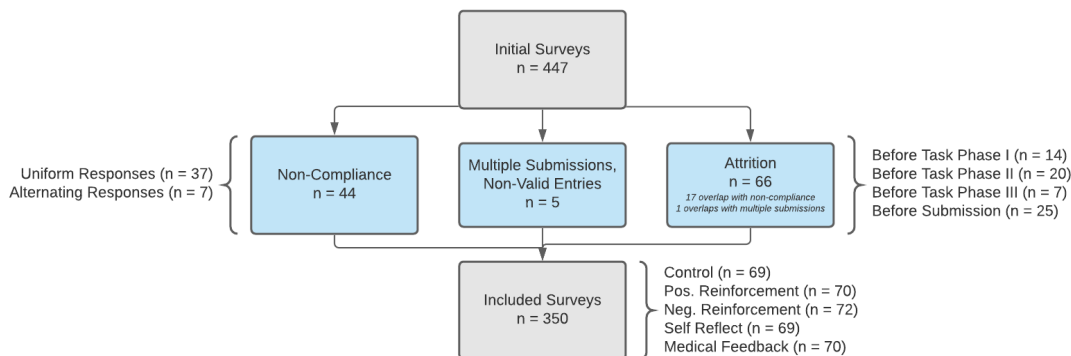 Initial Surveys
n = 447
Uniform Responses (n = 37)
Alternating Responses (n = 7)
Non-Compliance
n = 44
Multiple Submissions,
Non-Valid Entries
n = 5
Attrition
n = 66
17 overlap with non-compliance
1 overlaps with multiple submissions
Before Task Phase I (n = 14)
Before Task Phase II (n = 20)
Before Task Phase III (n = 7)
Before Submission (n = 25)
Included Surveys
n = 350
Control (n = 69)
Pos. Reinforcement (n = 70)
Neg. Reinforcement (n = 72)
Self Reflect (n = 69)
Medical Feedback (n = 70)